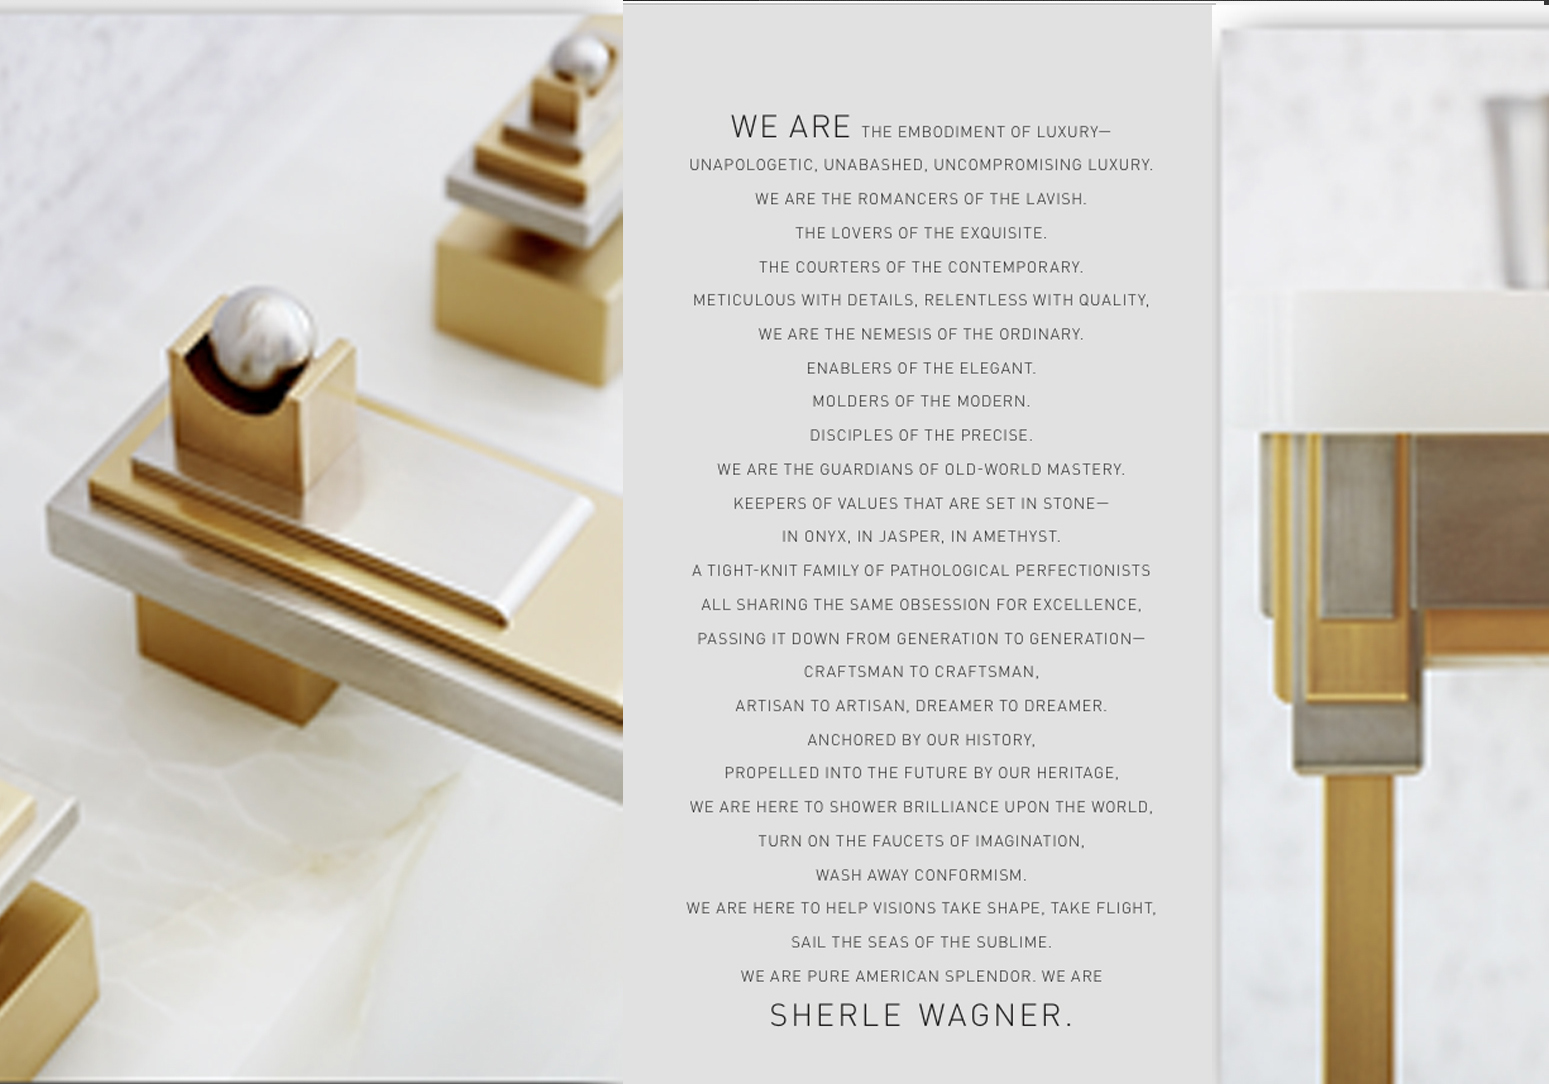 WE ARE THE EMBODIMENT OF LUXURY—
UNAPOLOGETIC, UNABASHED, UNCOMPROMISING LUXURY.
WE ARE THE ROMANCERS OF THE LAVISH.
THE LOVERS OF THE EXQUISITE.
THE COURTERS OF THE CONTEMPORARY.
METICULOUS WITH DETAILS, RELENTLESS WITH QUALITY,
WE ARE THE NEMESIS OF THE ORDINARY.
ENABLERS OF THE ELEGANT.
MOLDERS OF THE MODERN.
DISCIPLES OF THE PRECISE.
WE ARE THE GUARDIANS OF OLD-WORLD MASTERY.
KEEPERS OF VALUES THAT ARE SET IN STONE—
IN ONYX, IN JASPER, IN AMETHYST.
A TIGHT-KNIT FAMILY OF PATHOLOGICAL PERFECTIONISTS
ALL SHARING THE SAME OBSESSION FOR EXCELLENCE,
PASSING IT DOWN FROM GENERATION TO GENERATION—
CRAFTSMAN TO CRAFTSMAN,
ARTISAN TO ARTISAN, DREAMER TO DREAMER.
ANCHORED BY OUR HISTORY,
PROPELLED INTO THE FUTURE BY OUR HERITAGE,
WE ARE HERE TO SHOWER BRILLIANCE UPON THE WORLD,
TURN ON THE FAUCETS OF IMAGINATION,
WASH AWAY CONFORMISM.
WE ARE HERE TO HELP VISIONS TAKE SHAPE, TAKE FLIGHT,
SAIL THE SEAS OF THE SUBLIME.
WE ARE PURE AMERICAN SPLENDOR. WE ARE
SHERLE WAGNER.